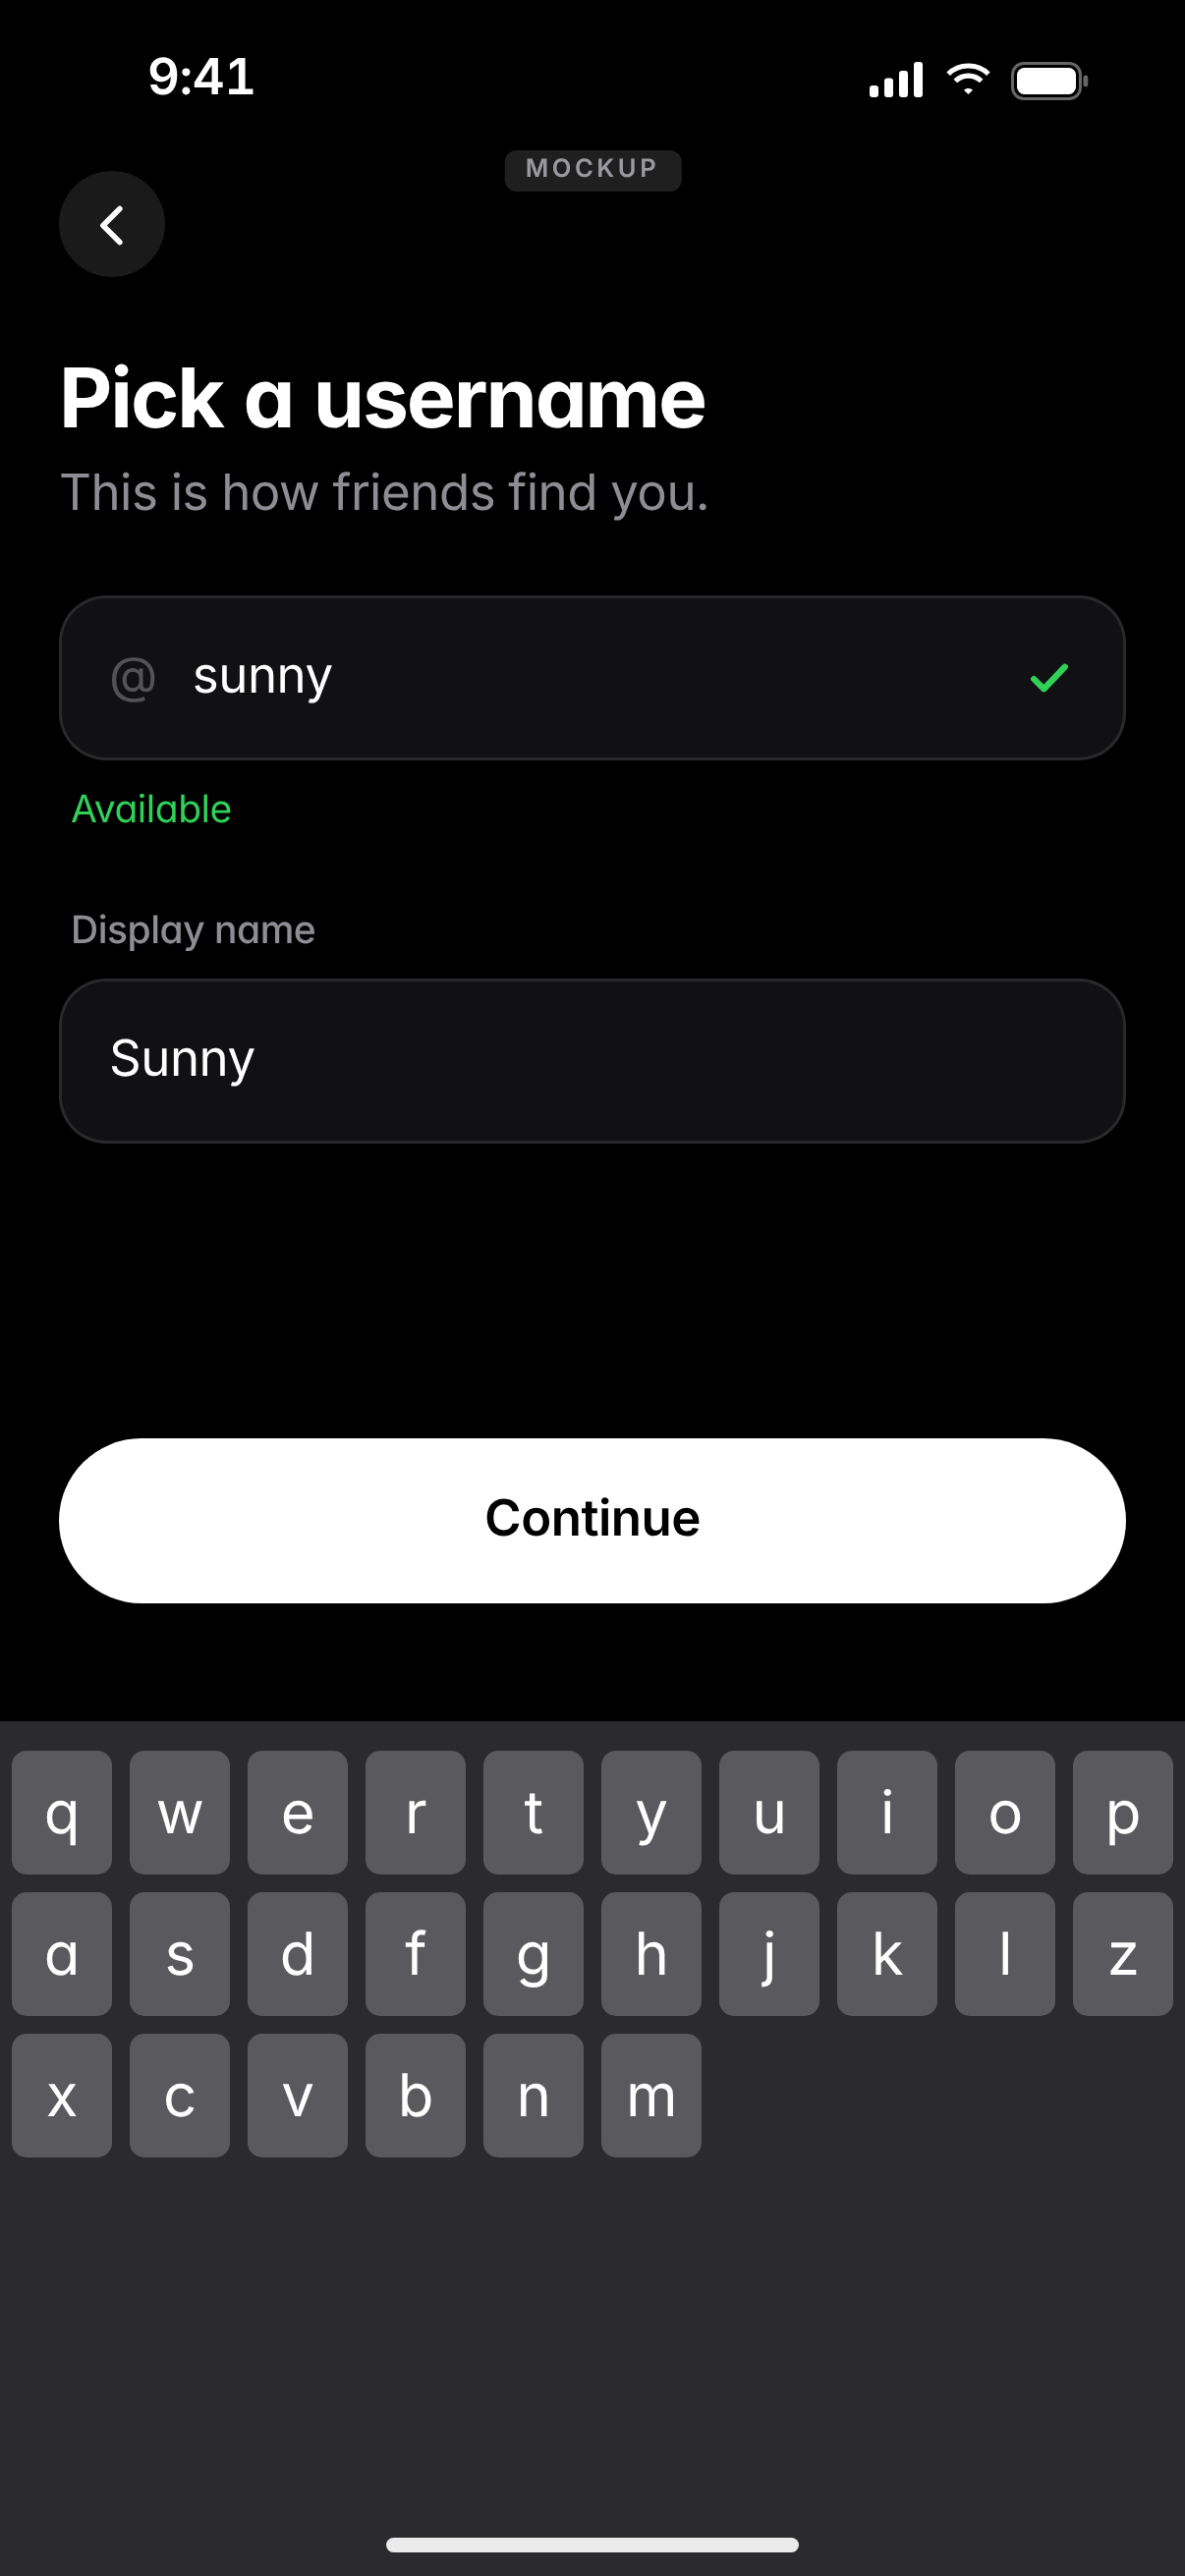 9:41
MOCKUP
Pick a username
This is how friends find you.
@ sunny
Available
Display name
Sunny
Continue
q w e r t y u i o p
a s d f g h j k l z
x c v b n m